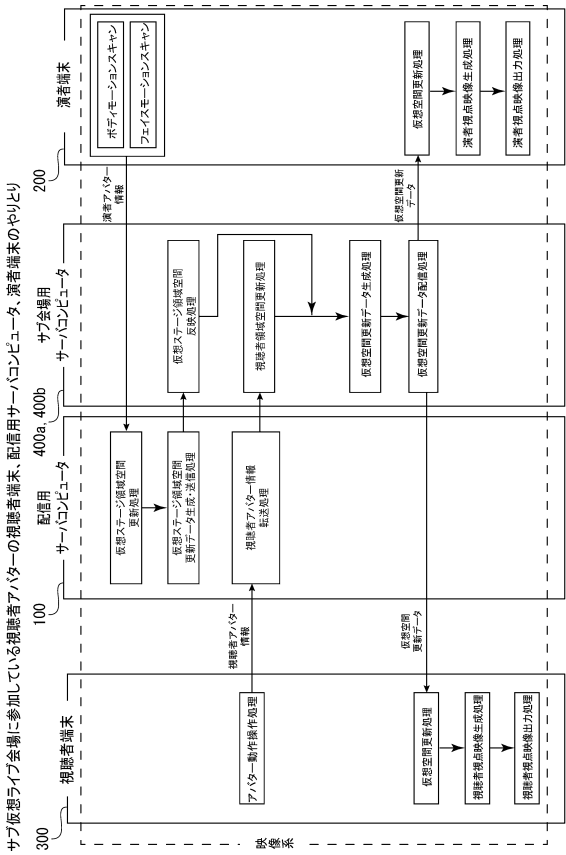 サブ仮想ライブ会場に参加している視聴者アバターの視聴者端末、配信用サーバコンピュータ、演者端末のやりとり
300
視聴者端末
100
配信用
サーバコンピュータ
400a, 400b
サブ会場用
サーバコンピュータ
200
演者端末
ボディモーションスキャン
フェイスモーションスキャン
演者アバター
情報
仮想ステージ領域空間
更新処理
仮想ステージ領域空間
更新データ生成・送信処理
仮想ステージ領域空間
反映処理
アバター動作操作処理
視聴者アバター
情報
視聴者アバター情報
転送処理
視聴者領域空間更新処理
仮想空間更新データ生成処理
仮想空間更新データ配信処理
仮想空間
更新データ
仮想空間更新
データ
仮想空間更新処理
視聴者視点映像生成処理
視聴者視点映像出力処理
仮想空間更新処理
演者視点映像生成処理
演者視点映像出力処理
映像系